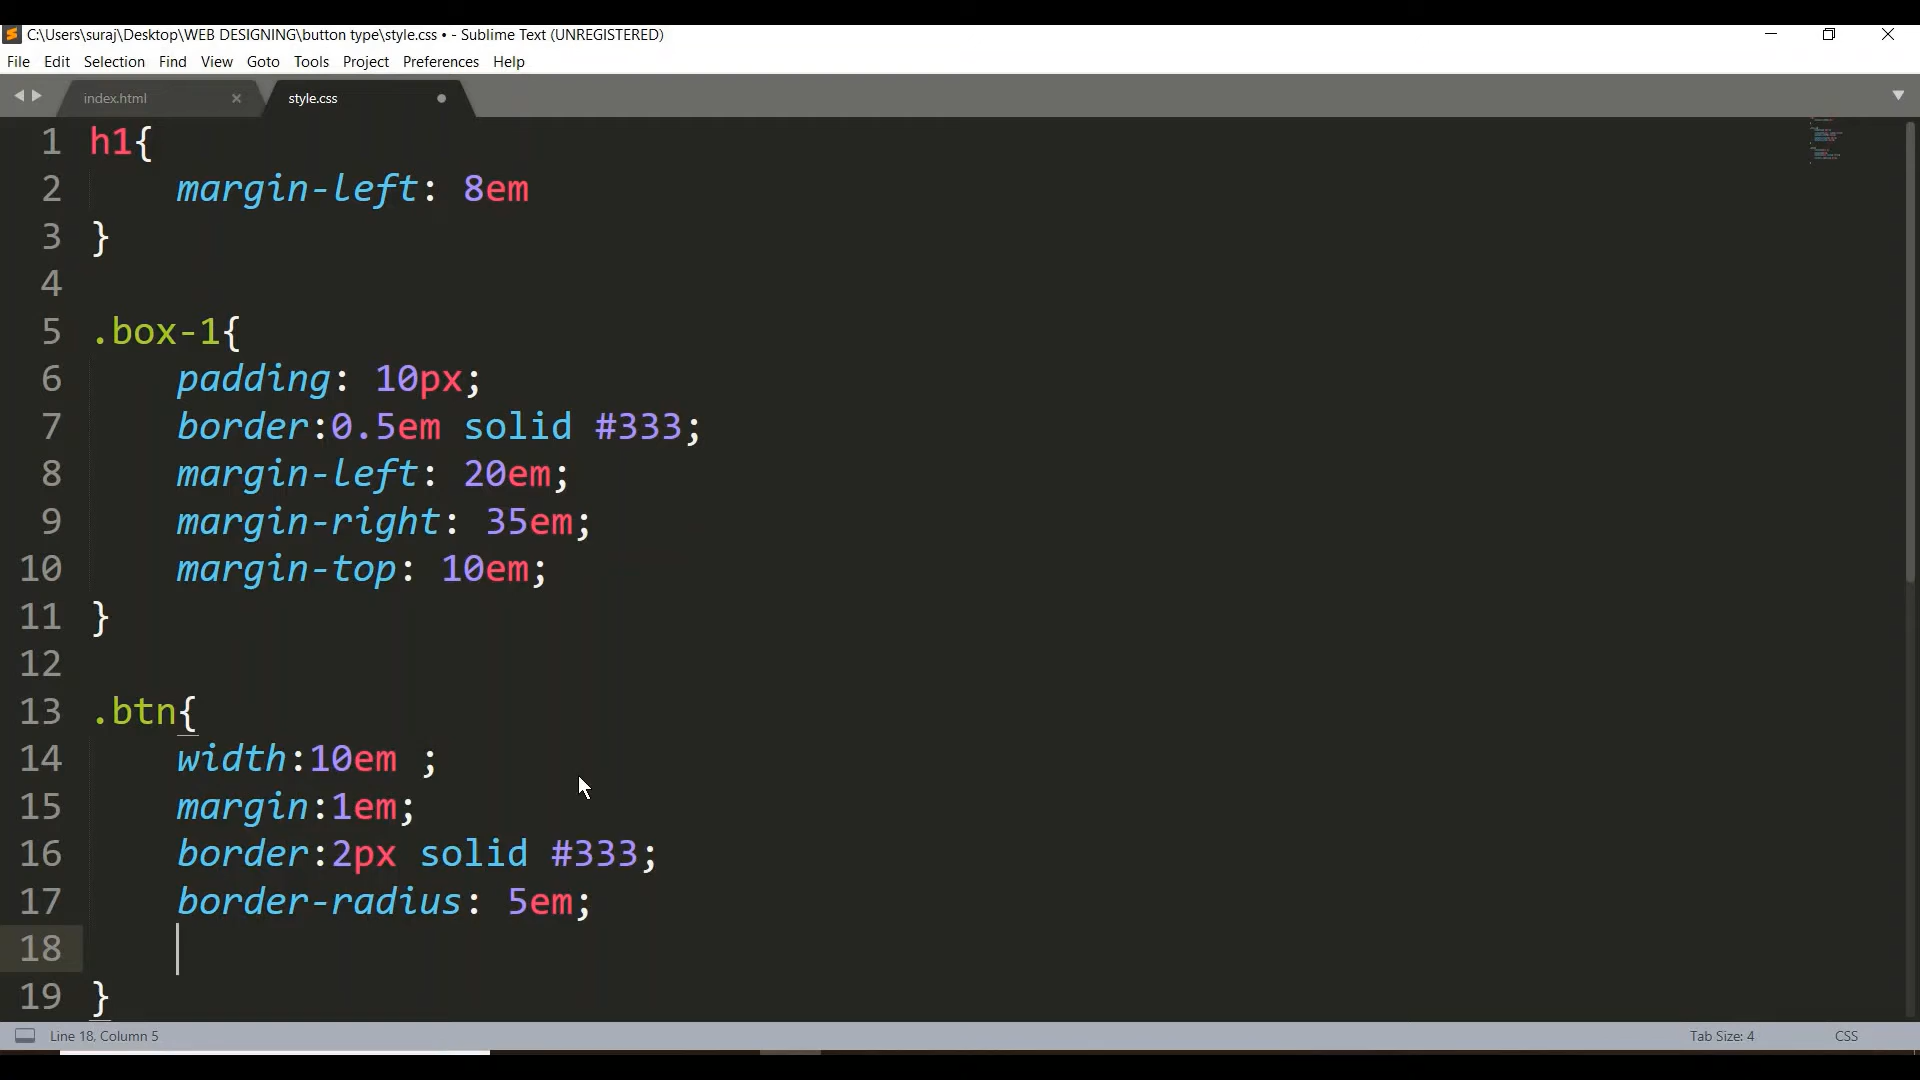 C:\Users\suraj\Desktop\WEB DESIGNING\button type\style.css • - Sublime Text (UNREGISTERED)
File Edit Selection Find View Goto Tools Project Preferences Help
index.html style.css
1 h1{
2 margin-left: 8em
3 }
4
5 .box-1{
6 padding: 10px;
7 border:0.5em solid #333;
8 margin-left: 20em;
9 margin-right: 35em;
10 margin-top: 10em;
11 }
12
13 .btn{
14 width:10em ;
15 margin:1em;
16 border:2px solid #333;
17 border-radius: 5em;
18
19 }
Line 18, Column 5 Tab Size: 4 CSS